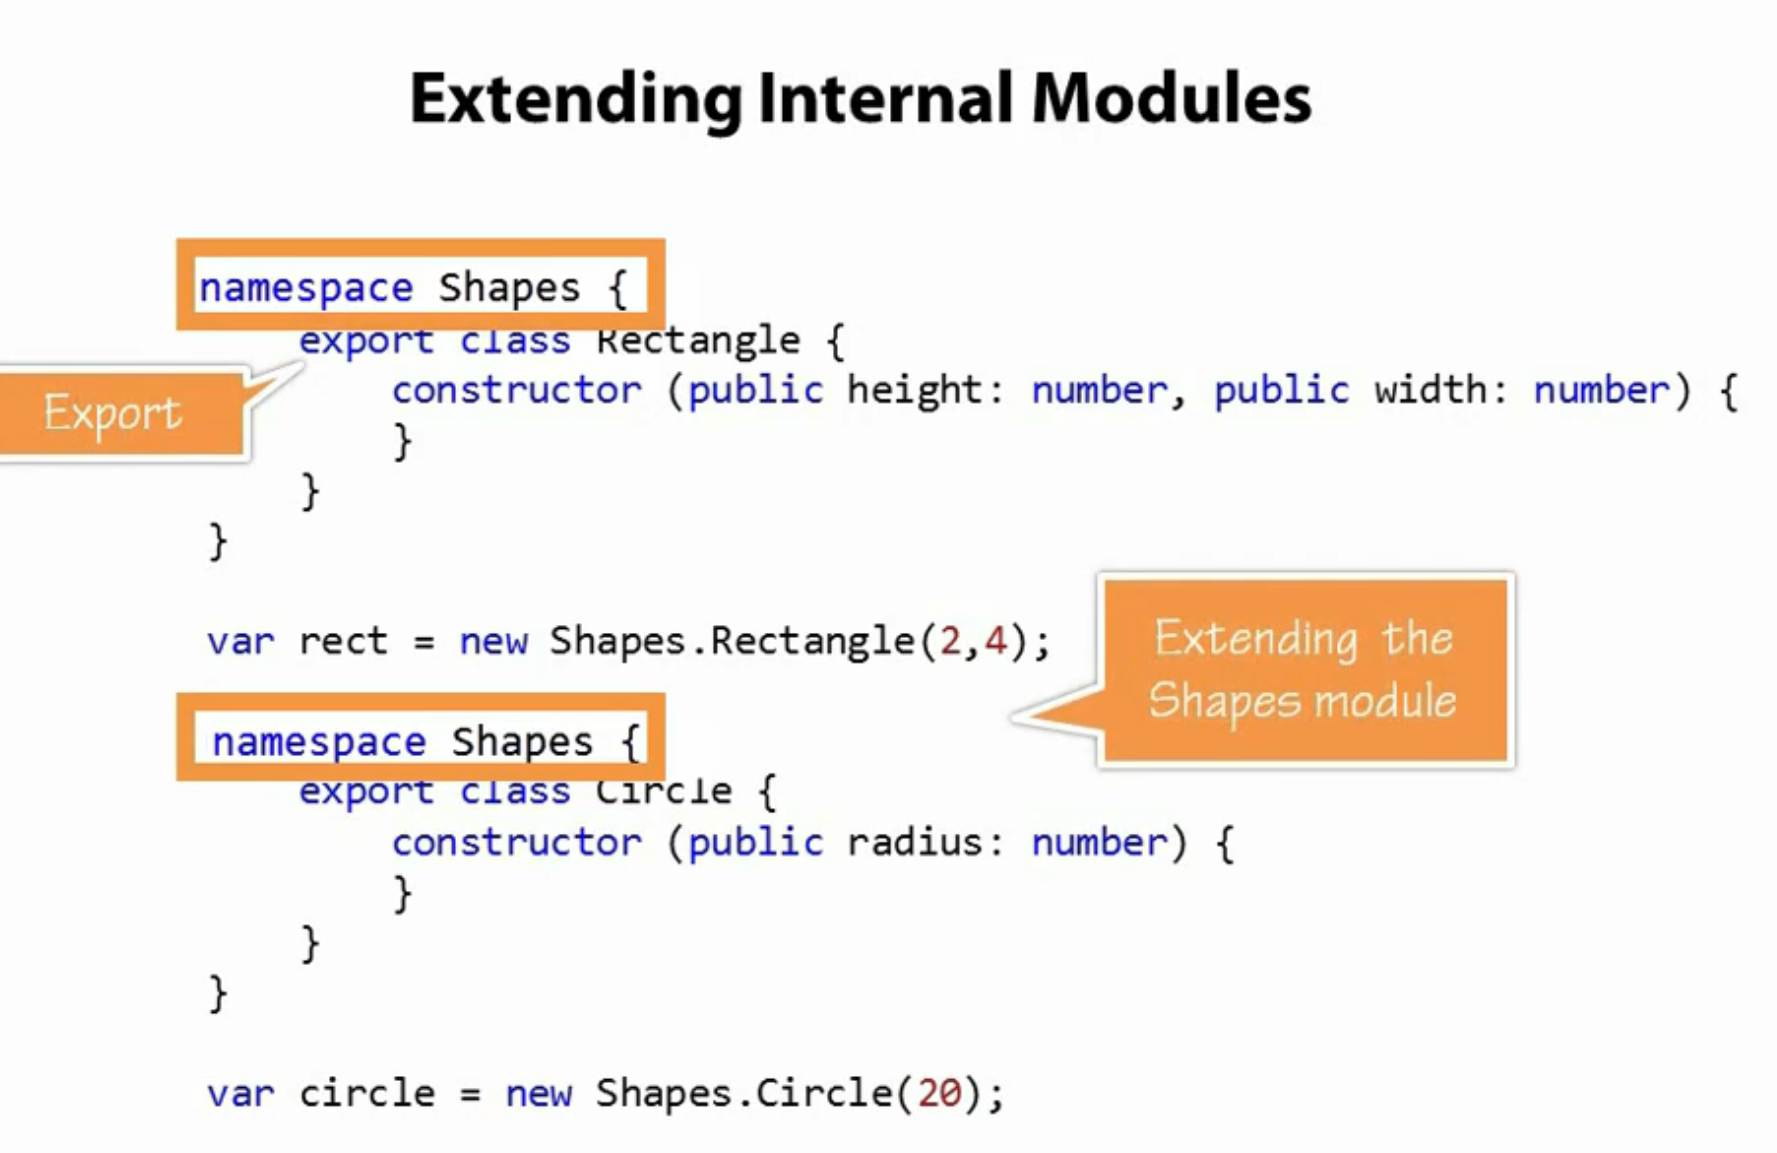 Extending Internal Modules
namespace Shapes {
export class Rectangle {
constructor (public height: number, public width: number) {
Export
}
}
}
var rect = new Shapes.Rectangle(2,4);
Extending the
Shapes module
namespace Shapes {
export class Circle {
constructor (public radius: number) {
}
}
}
var circle = new Shapes.Circle(20);